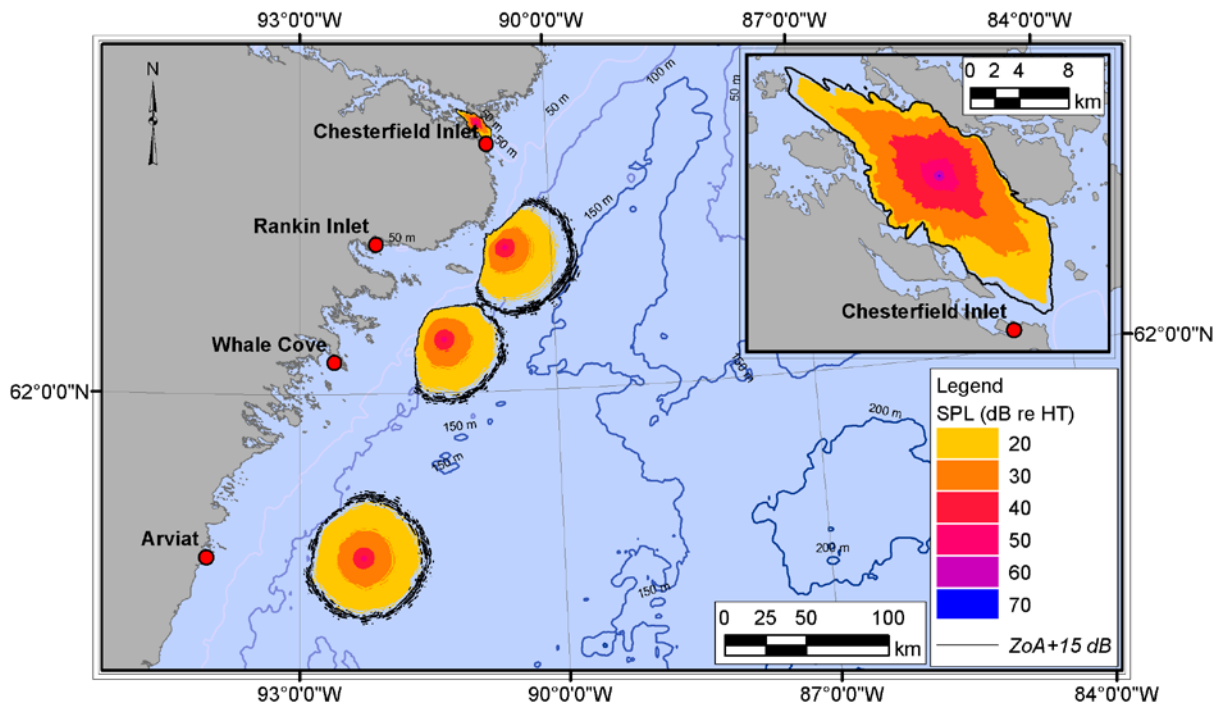 93°0'0"W 90°0'0"W 87°0'0"W 84°0'0"W
N
100 m
50 m
50 m
0 2 4 8
km
50 m
Chesterfield Inlet
50 m
150 m
Rankin Inlet
50 m
Chesterfield Inlet
Whale Cove
62°0'0"N
62°0'0"N
150 m
Legend
SPL (dB re HT)
20
30
40
50
60
70
ZoA+15 dB
200 m
150 m
150 m
Arviat
200 m
150 m
0 25 50 100
km
93°0'0"W 90°0'0"W 87°0'0"W 84°0'0"W